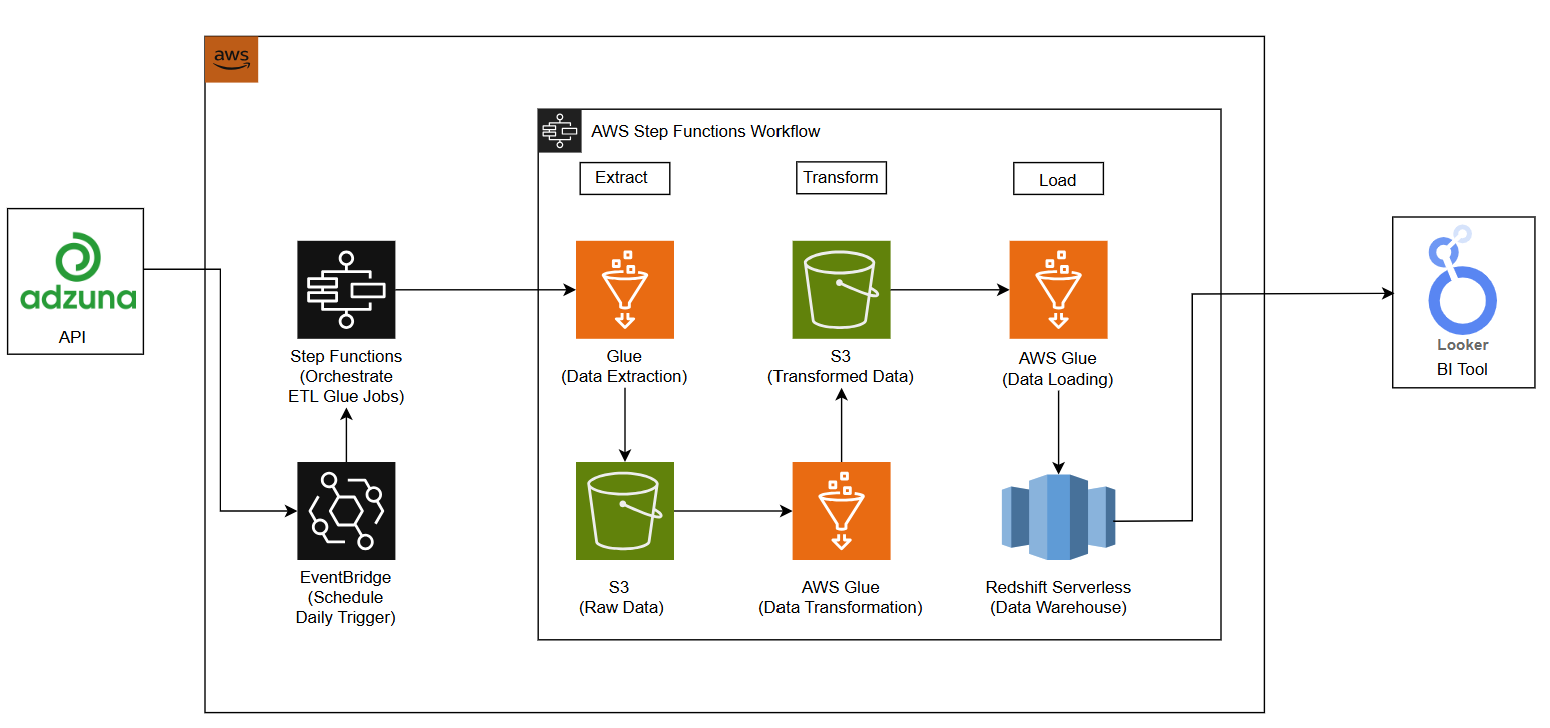 aws
AWS Step Functions Workflow
Extract
Transform
Load
adzuna
API
Step Functions
(Orchestrate
ETL Glue Jobs)
Glue
(Data Extraction)
S3
(Transformed Data)
AWS Glue
(Data Loading)
Looker
BI Tool
EventBridge
(Schedule
Daily Trigger)
S3
(Raw Data)
AWS Glue
(Data Transformation)
Redshift Serverless
(Data Warehouse)